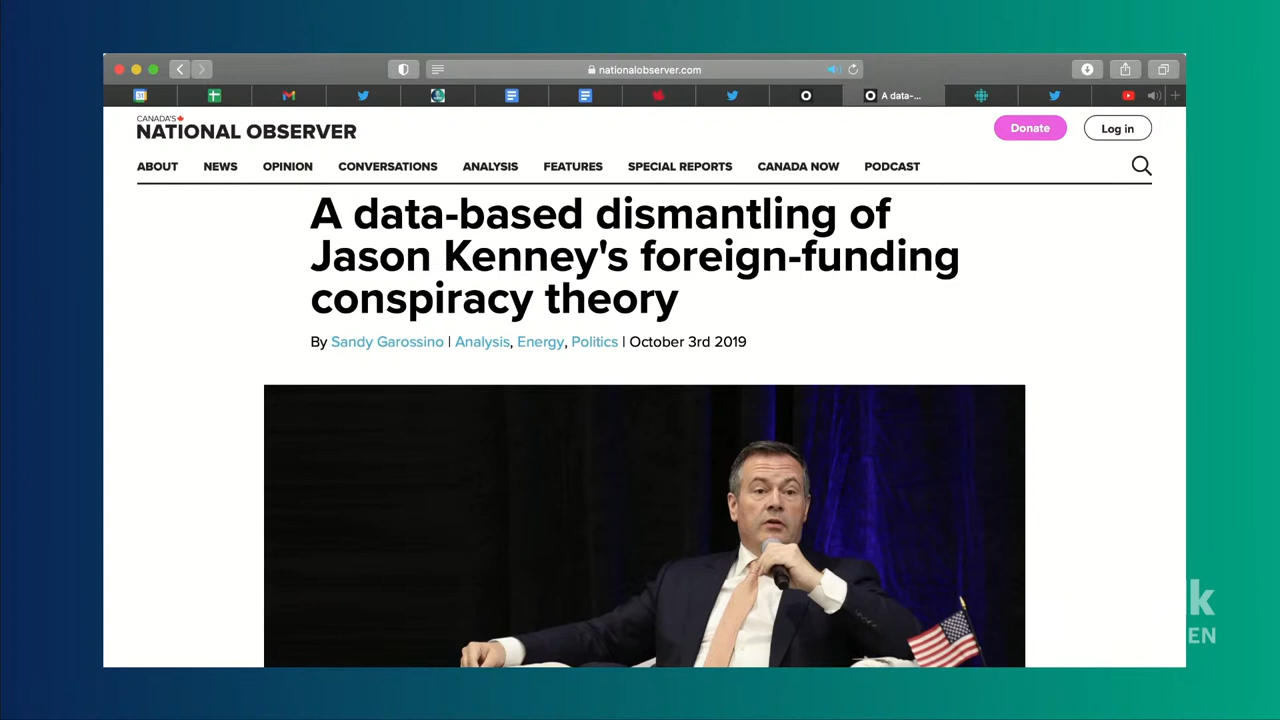 nationalobserver.com
31
A data-...
CANADA'S
NATIONAL OBSERVER
Donate
Log in
ABOUT NEWS OPINION CONVERSATIONS ANALYSIS FEATURES SPECIAL REPORTS CANADA NOW PODCAST
A data-based dismantling of
Jason Kenney's foreign-funding
conspiracy theory
By Sandy Garossino | Analysis, Energy, Politics | October 3rd 2019
k
EN